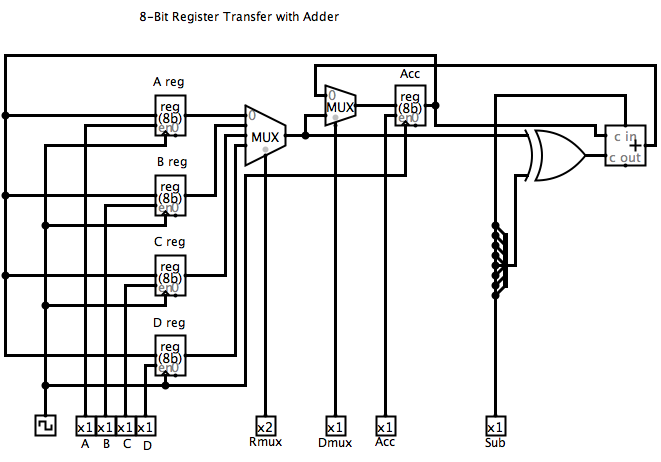 8-Bit Register Transfer with Adder
Acc
A reg
reg
(8b)
en0
0
MUX
reg
(8b)
en0
0
MUX
c in
+
c out
B reg
reg
(8b)
en0
C reg
reg
(8b)
en0
D reg
reg
(8b)
en0
x1 x1 x1 x1 x2 x1 x1 x1
A B C D Rmux Dmux Acc Sub